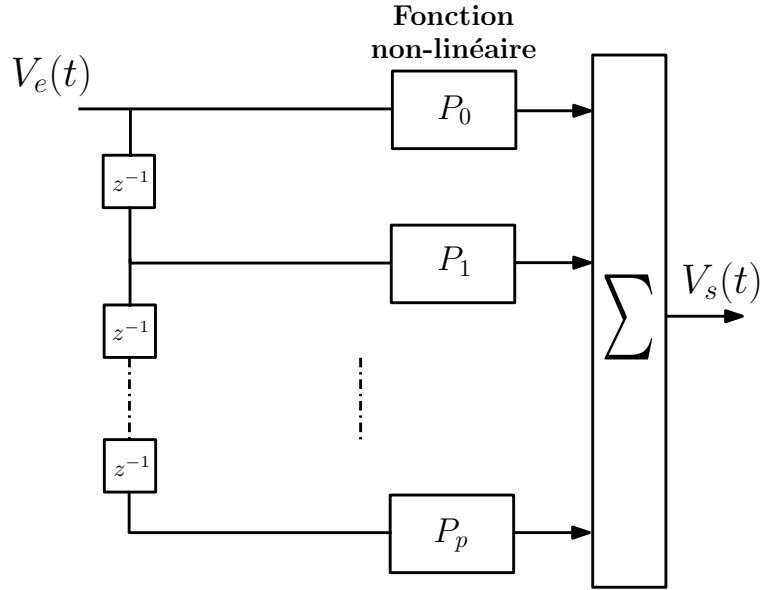 Fonction
non-linéaire
V_e(t)
P_0
z^{-1}
P_1
V_s(t)
∑
z^{-1}
z^{-1}
P_p